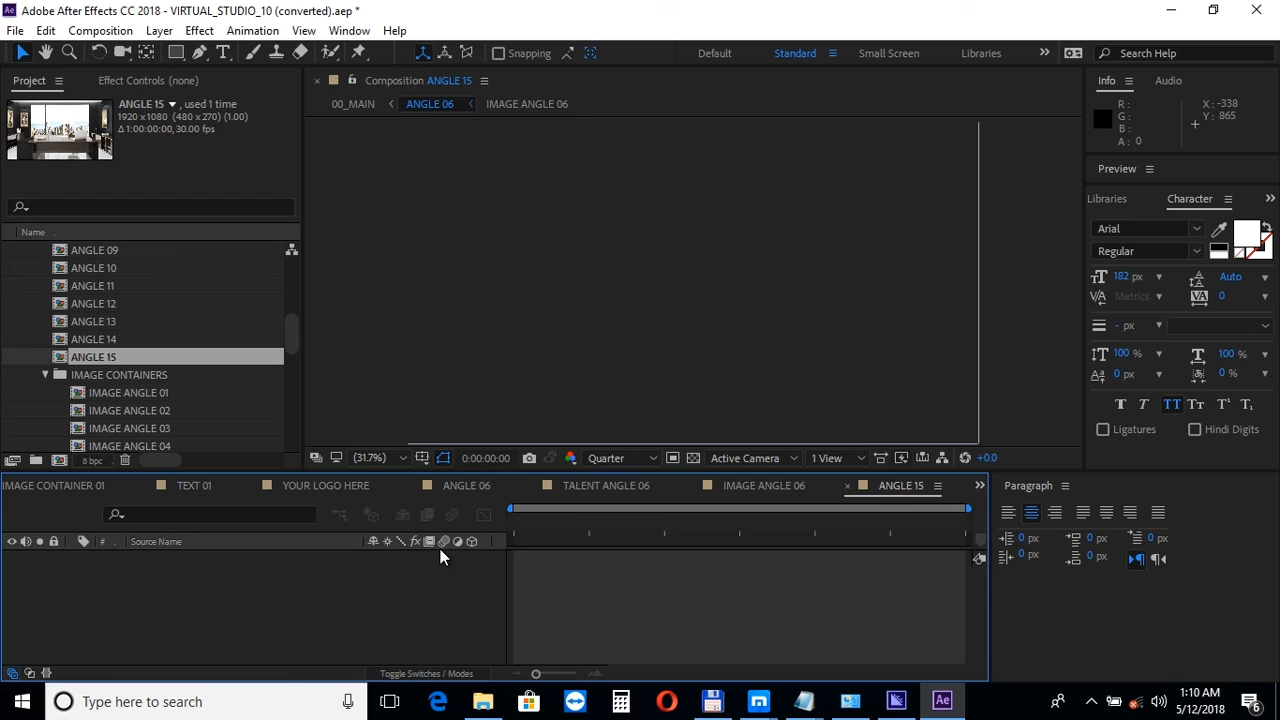 Adobe After Effects CC 2018 - VIRTUAL_STUDIO_10 (converted).aep *
File Edit Composition Layer Effect Animation View Window Help
Snapping Default Standard Small Screen Libraries Search Help
Project Effect Controls (none)
Composition ANGLE 15
Info Audio
ANGLE 15 , used 1 time
1920 x 1080 (480 x 270) (1.00)
Δ 1:00:00:00, 30.00 fps
00_MAIN ANGLE 06 IMAGE ANGLE 06
R : X : -338
G : Y : 865
B :
A : 0
Preview
Libraries Character
Name
Arial
Regular
ANGLE 09
ANGLE 10
ANGLE 11
ANGLE 12
ANGLE 13
ANGLE 14
ANGLE 15
IMAGE CONTAINERS
IMAGE ANGLE 01
IMAGE ANGLE 02
IMAGE ANGLE 03
IMAGE ANGLE 04
182 px Auto
Metrics 0
- px
100 % 100 %
0 px 0 %
T T TT Tt T¹ T₁
Ligatures Hindi Digits
8 bpc
(31.7%) 0:00:00:00 Quarter Active Camera 1 View +0.0
IMAGE CONTAINER 01 TEXT 01 YOUR LOGO HERE ANGLE 06 TALENT ANGLE 06 IMAGE ANGLE 06 ANGLE 15
Paragraph
# Source Name
0 px 0 px 0 px
0 px 0 px
Toggle Switches / Modes
Type here to search
1:10 AM
5/12/2018
6